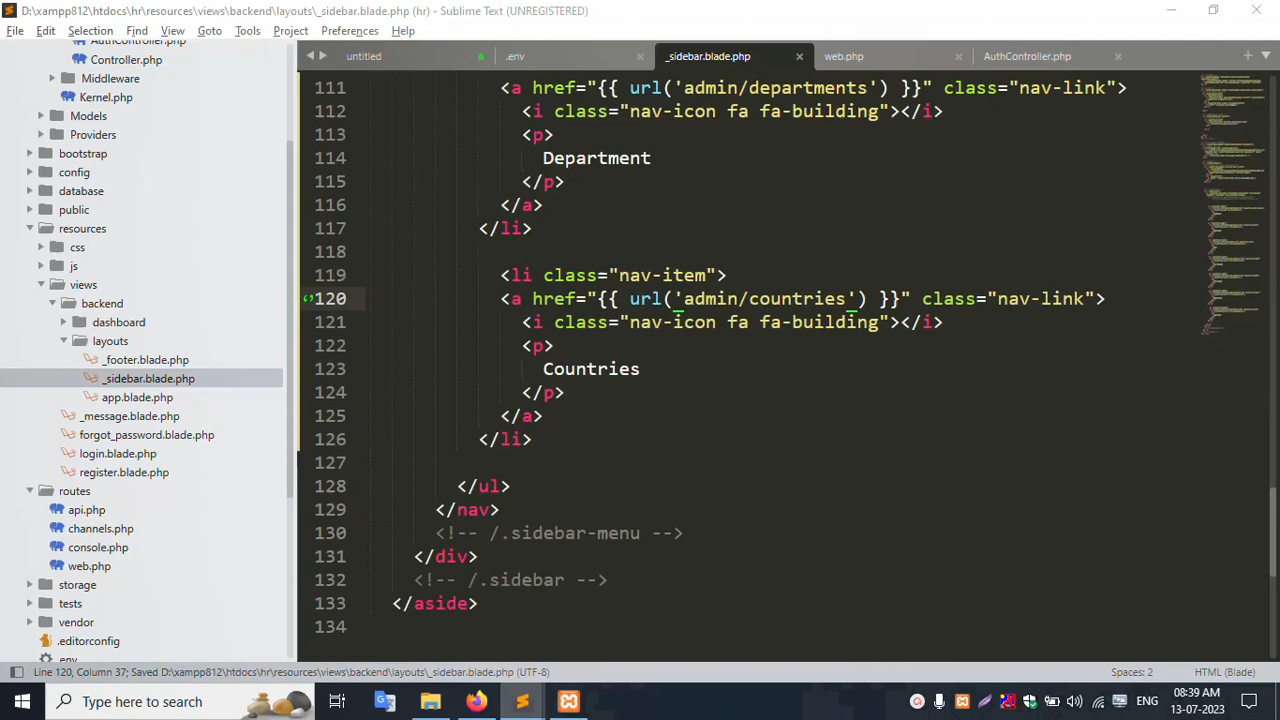 D:\xampp812\htdocs\hr\resources\views\backend\layouts\_sidebar.blade.php (hr) - Sublime Text (UNREGISTERED)
File Edit Selection Find View Goto Tools Project Preferences Help
AuthController.php
Controller.php
Middleware
Kernel.php
Models
Providers
bootstrap
config
database
public
resources
css
js
views
backend
dashboard
layouts
_footer.blade.php
_sidebar.blade.php
app.blade.php
_message.blade.php
forgot_password.blade.php
login.blade.php
register.blade.php
routes
api.php
channels.php
console.php
web.php
storage
tests
vendor
.editorconfig
.env
untitled .env _sidebar.blade.php web.php AuthController.php
111 <a href="{{ url('admin/departments') }}" class="nav-link">
112 <i class="nav-icon fa fa-building"></i>
113 <p>
114 Department
115 </p>
116 </a>
117 </li>
118
119 <li class="nav-item">
120 <a href="{{ url('admin/countries') }}" class="nav-link">
121 <i class="nav-icon fa fa-building"></i>
122 <p>
123 Countries
124 </p>
125 </a>
126 </li>
127
128 </ul>
129 </nav>
130 <!-- /.sidebar-menu -->
131 </div>
132 <!-- /.sidebar -->
133 </aside>
134
Line 120, Column 37; Saved D:\xampp812\htdocs\hr\resources\views\backend\layouts\_sidebar.blade.php (UTF-8) Spaces: 2 HTML (Blade)
Type here to search ENG 08:39 AM
13-07-2023